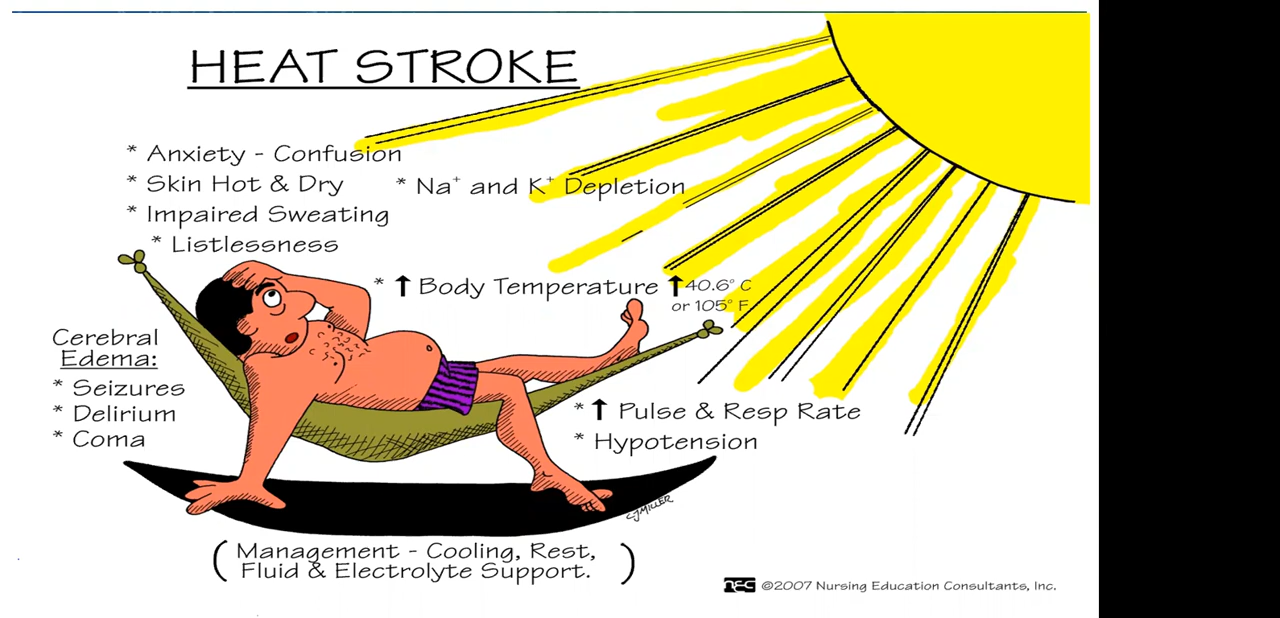 HEAT STROKE
* Anxiety - Confusion
* Skin Hot & Dry
* Na⁺ and K⁺ Depletion
* Impaired Sweating
* Listlessness
* ↑ Body Temperature ↑ 40.6° C
or 105° F
Cerebral
Edema:
* Seizures
* Delirium
* Coma
* ↑ Pulse & Resp Rate
* Hypotension
CJMILLER
(Management - Cooling, Rest,
Fluid & Electrolyte Support.)
nec ©2007 Nursing Education Consultants, Inc.